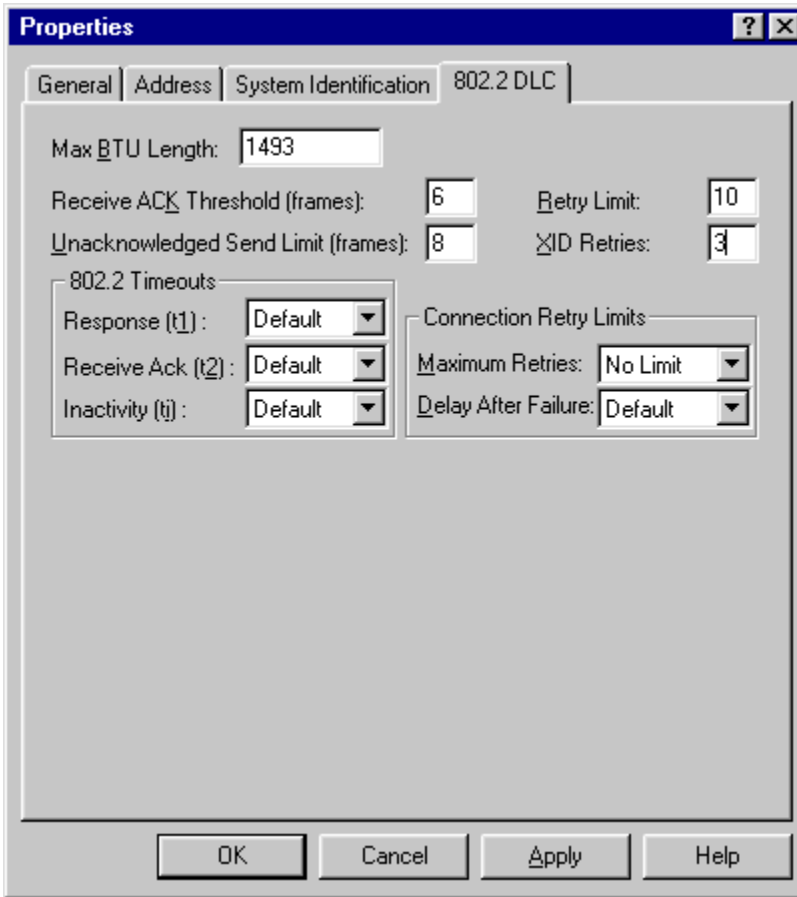 Properties
General Address System Identification 802.2 DLC
Max BTU Length: 1493
Receive ACK Threshold (frames): 6 Retry Limit: 10
Unacknowledged Send Limit (frames): 8 XID Retries: 3
802.2 Timeouts
Response (t1) : Default
Receive Ack (t2) : Default
Inactivity (ti) : Default
Connection Retry Limits
Maximum Retries: No Limit
Delay After Failure: Default
OK Cancel Apply Help